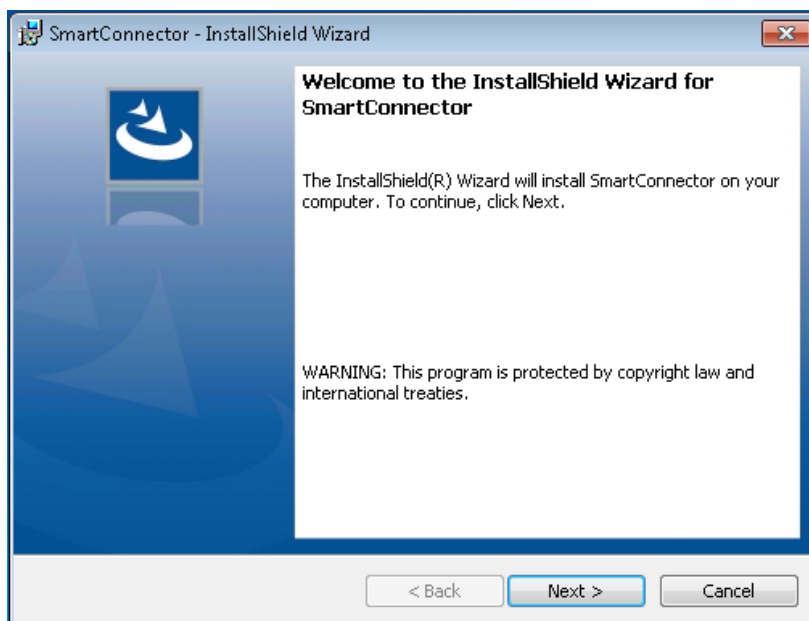 SmartConnector - InstallShield Wizard
Welcome to the InstallShield Wizard for
SmartConnector
The InstallShield(R) Wizard will install SmartConnector on your
computer. To continue, click Next.
WARNING: This program is protected by copyright law and
international treaties.
< Back Next > Cancel